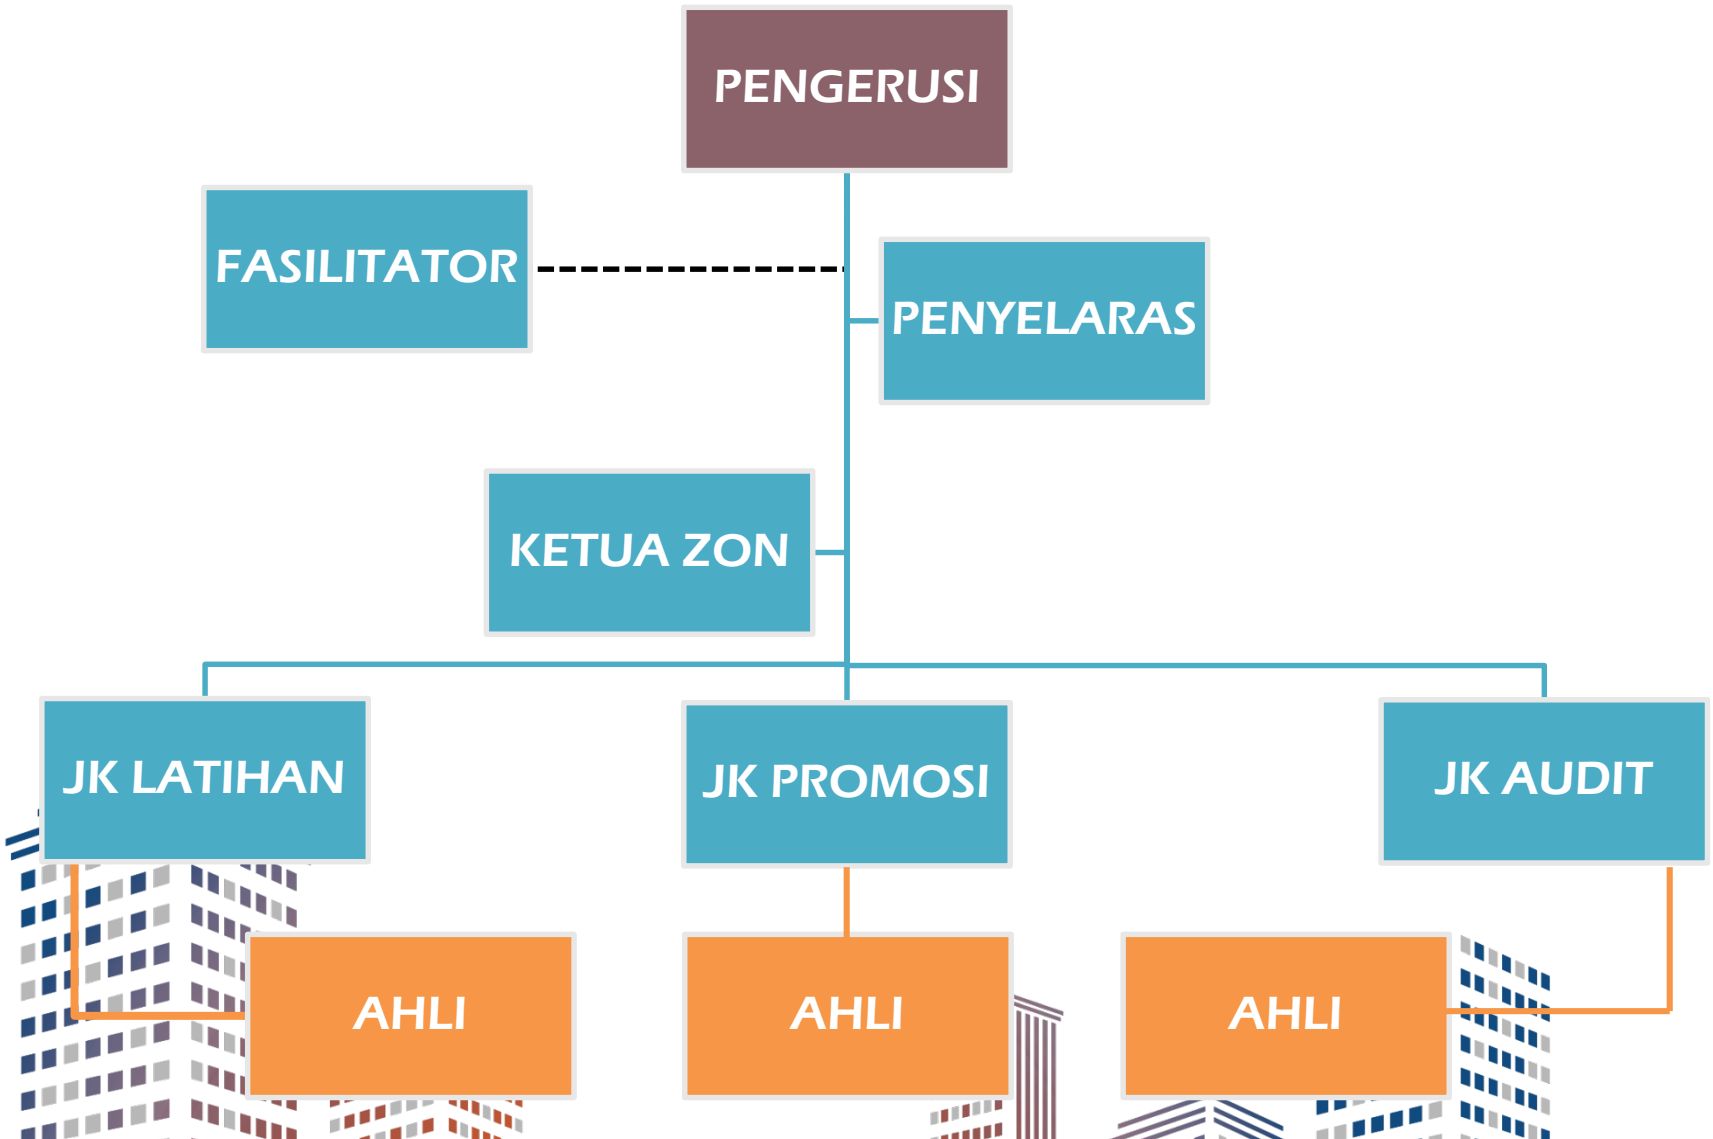 PENGERUSI
FASILITATOR
PENYELARAS
KETUA ZON
JK LATIHAN
JK PROMOSI
JK AUDIT
AHLI
AHLI
AHLI